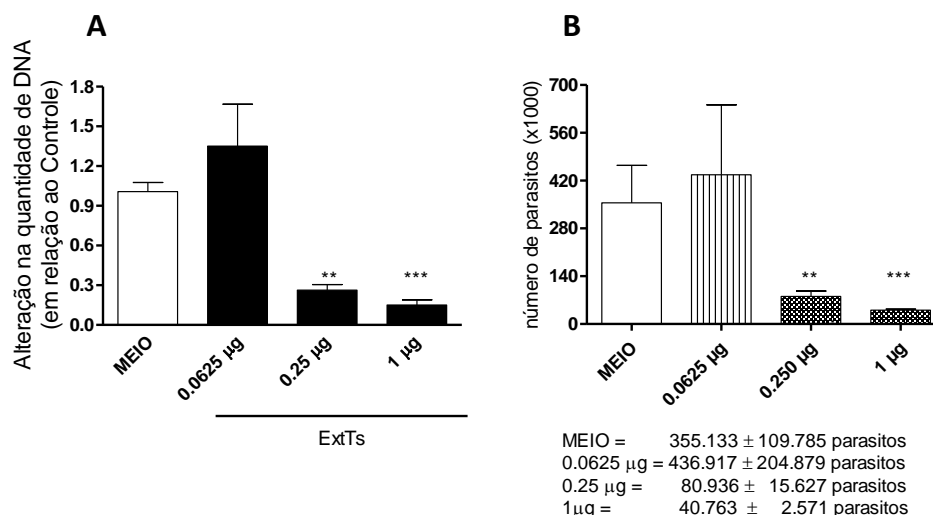 A
Alteração na quantidade de DNA
(em relação ao Controle)
1.8
1.5
1.2
0.9
0.6
0.3
0.0
**
***
MEIO
0.0625 µg
0.25 µg
1 µg
ExtTs
B
número de parasitos (x1000)
700
560
420
280
140
0
**
***
MEIO
0.0625 µg
0.250 µg
1 µg
MEIO = 355.133 ± 109.785 parasitos
0.0625 µg = 436.917 ± 204.879 parasitos
0.25 µg = 80.936 ± 15.627 parasitos
1µg = 40.763 ± 2.571 parasitos